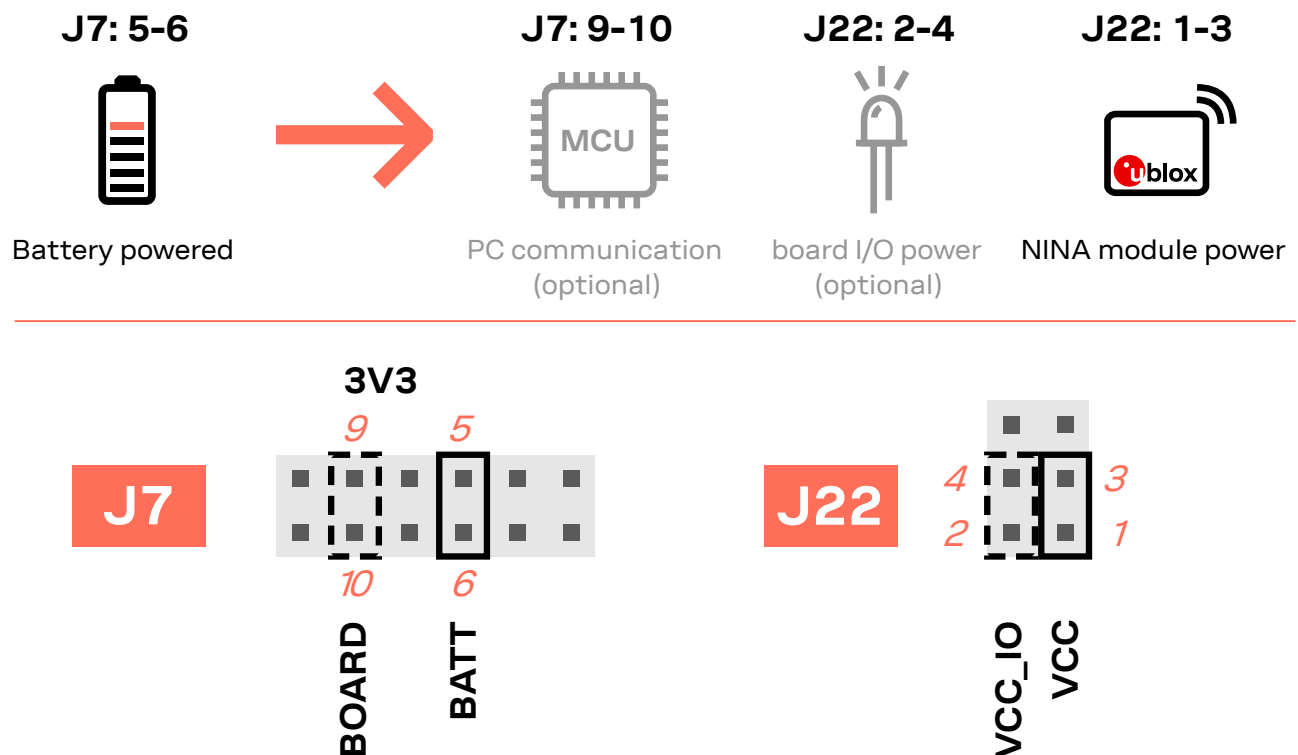 J7: 5-6
J7: 9-10
J22: 2-4
J22: 1-3
MCU
ublox
Battery powered
PC communication
(optional)
board I/O power
(optional)
NINA module power
3V3
9
5
J7
10
6
BOARD
BATT
J22
4
3
2
1
VCC_IO
VCC